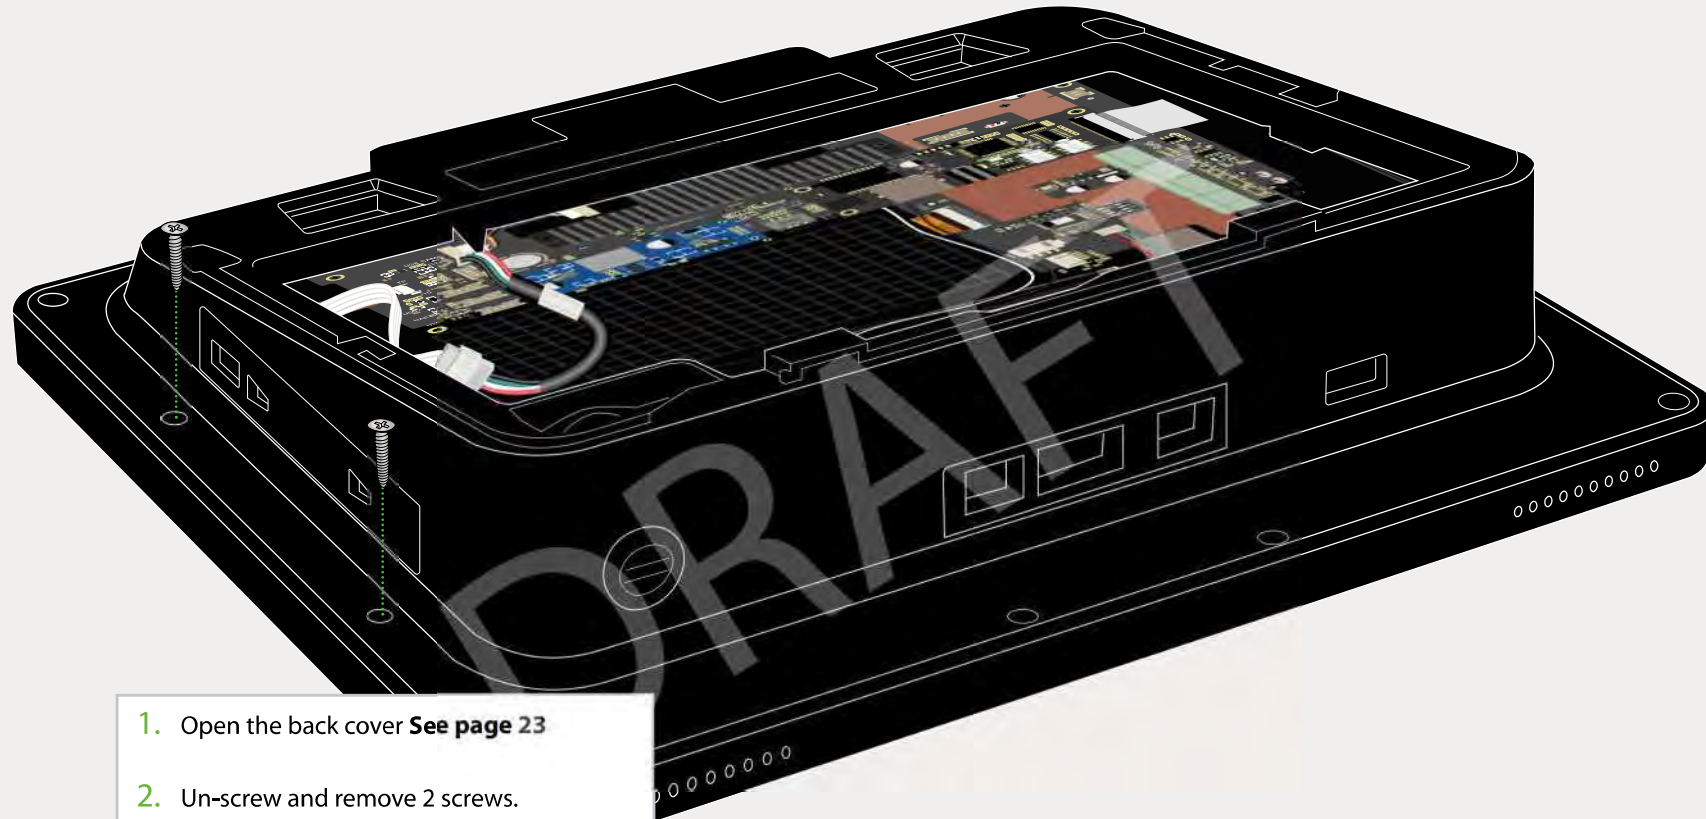 DRAFT
1. Open the back cover See page 23
2. Un-screw and remove 2 screws.